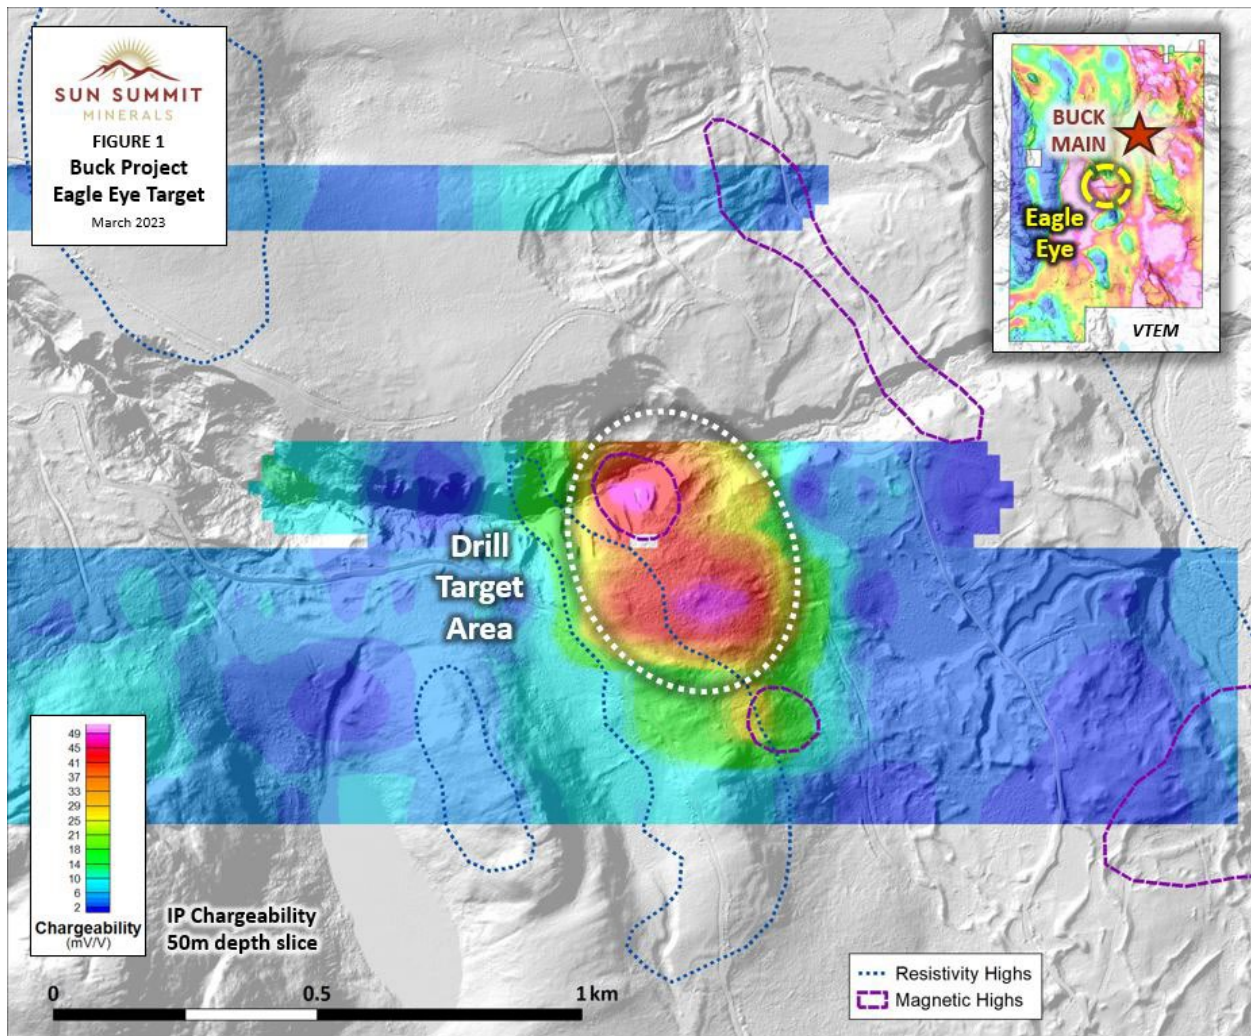 SUN SUMMIT
MINERALS
FIGURE 1
Buck Project
Eagle Eye Target
March 2023
BUCK
MAIN
Eagle
Eye
VTEM
Drill
Target
Area
49
45
41
37
33
29
25
21
18
14
10
6
2
Chargeability
(mV/V)
IP Chargeability
50m depth slice
0 0.5 1 km
Resistivity Highs
Magnetic Highs